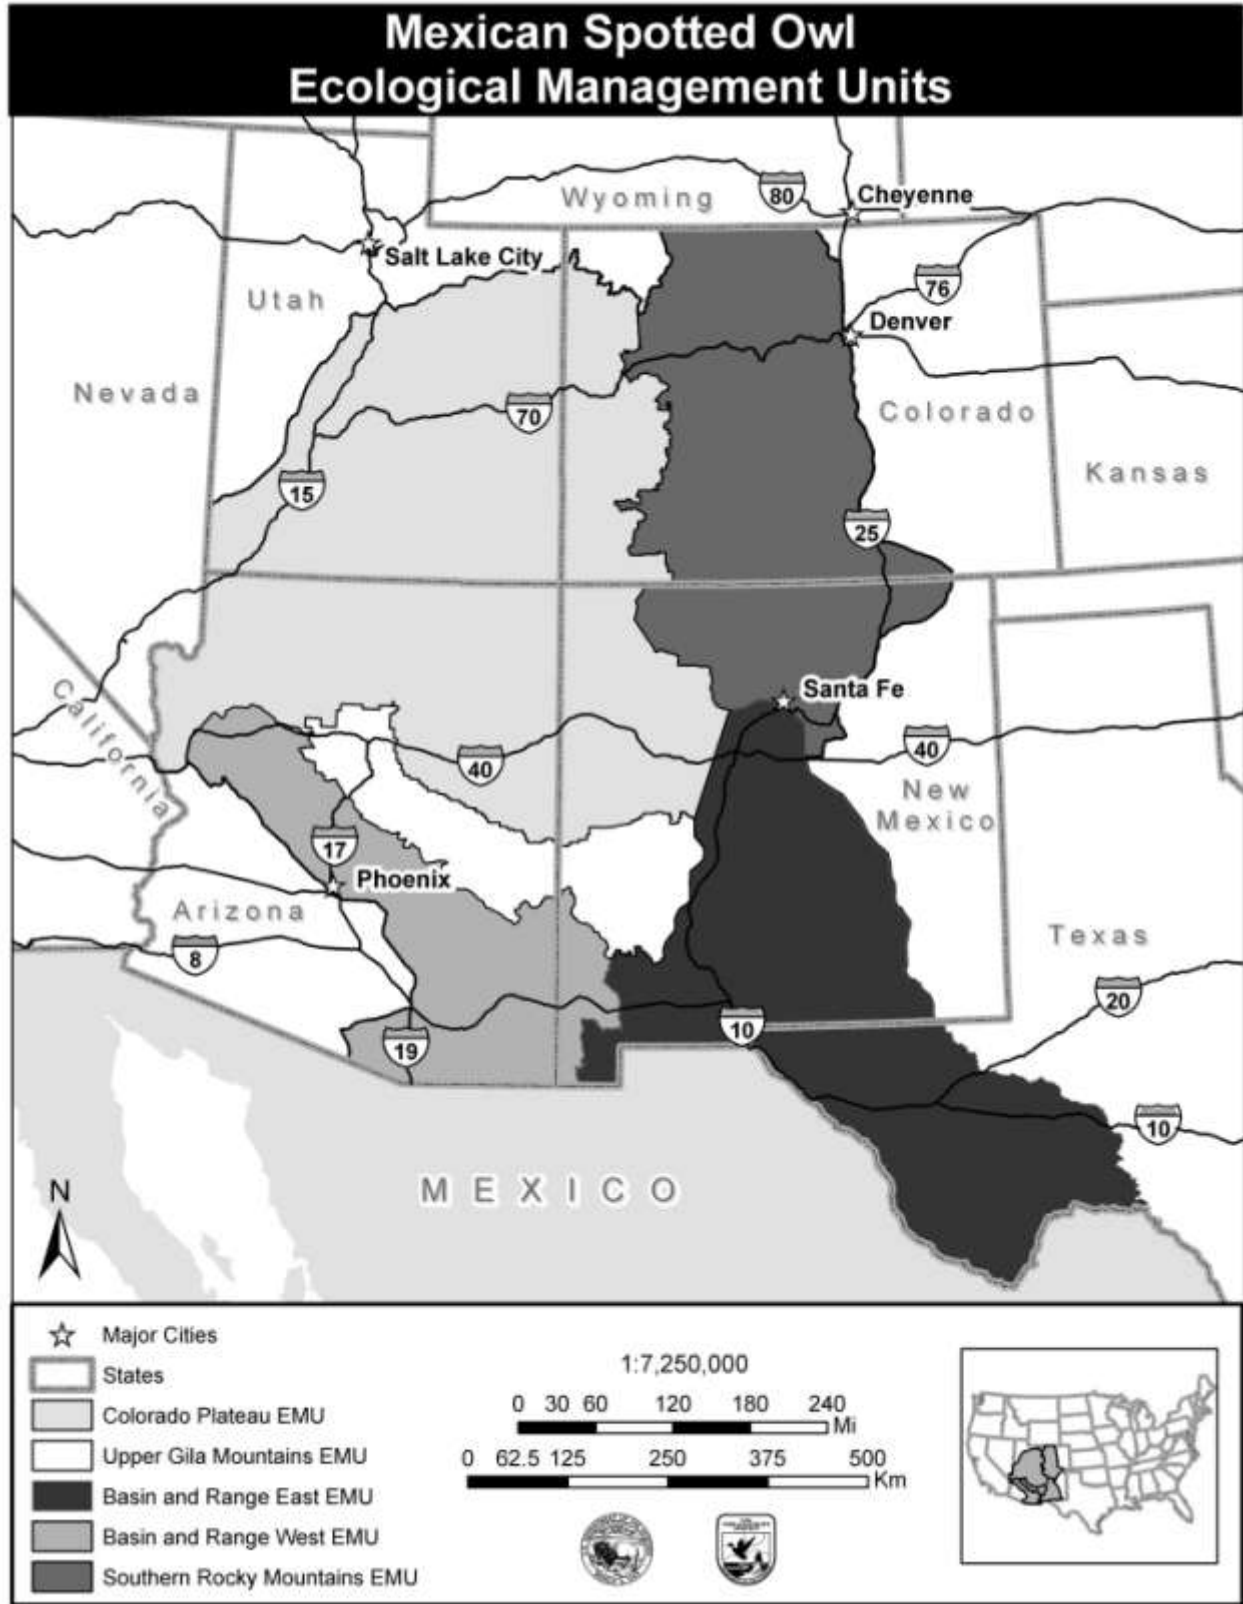 Mexican Spotted Owl
Ecological Management Units
Wyoming
80
Cheyenne
Salt Lake City
Utah
76
Denver
Nevada
70
Colorado
Kansas
15
25
California
Santa Fe
40
40
New
Mexico
17
Phoenix
Arizona
8
Texas
20
10
19
10
MEXICO
N
Major Cities
States
Colorado Plateau EMU
Upper Gila Mountains EMU
Basin and Range East EMU
Basin and Range West EMU
Southern Rocky Mountains EMU
1:7,250,000
0 30 60 120 180 240
Mi
0 62.5 125 250 375 500
Km